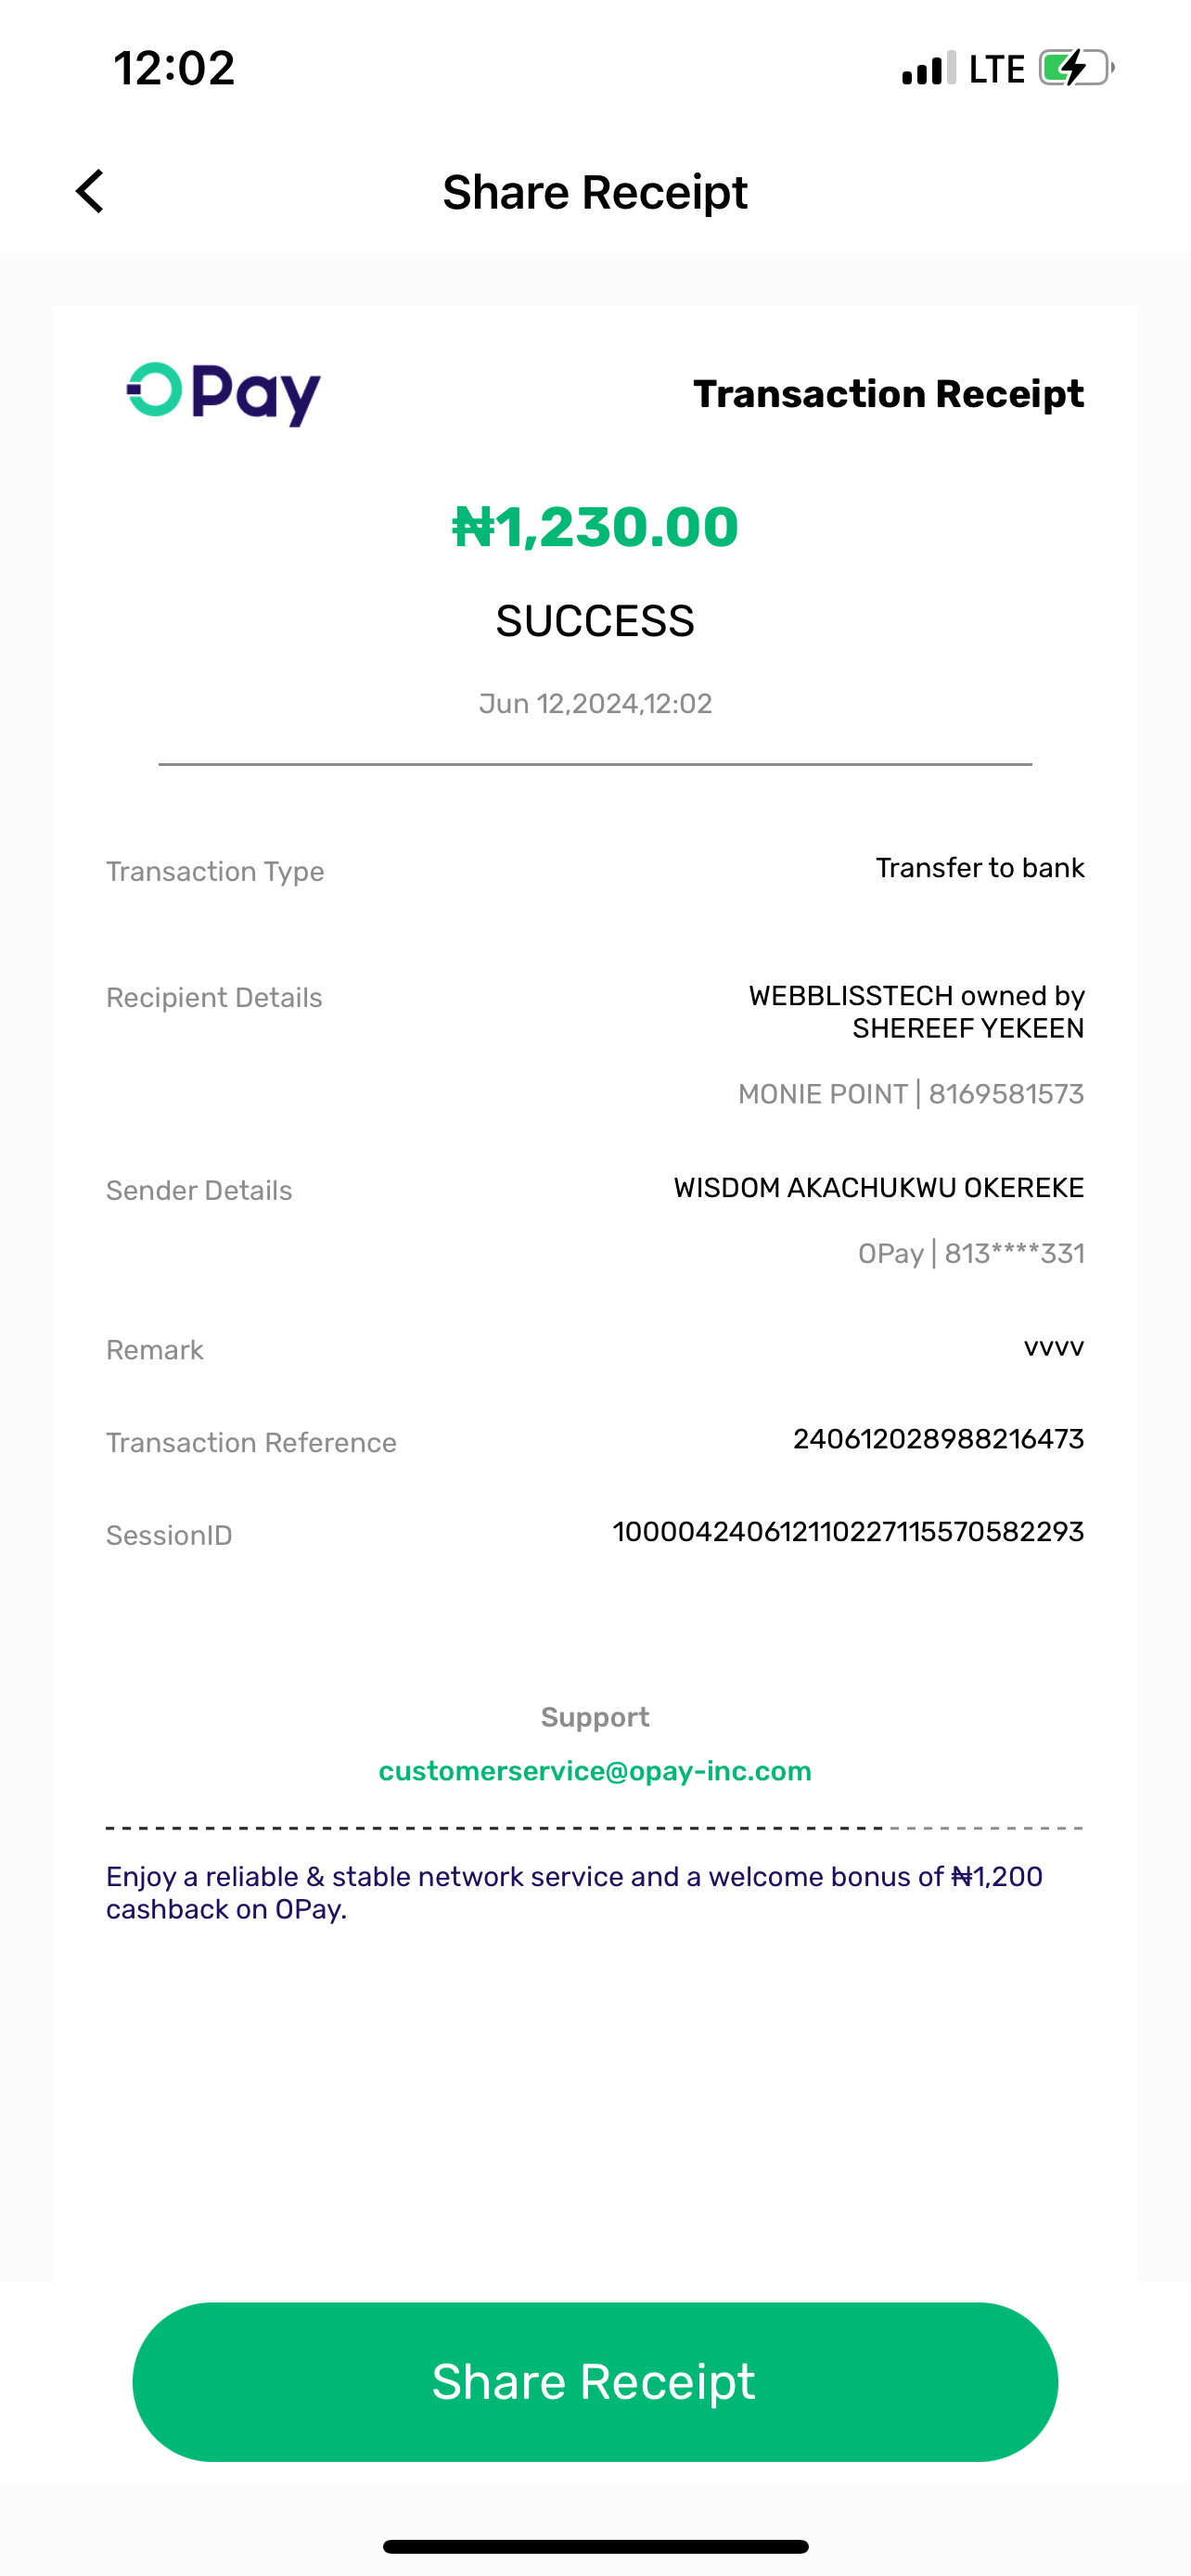 12:02 LTE
Share Receipt
OPay Transaction Receipt
₦1,230.00
SUCCESS
Jun 12,2024,12:02
Transaction Type Transfer to bank
Recipient Details WEBBLISSTECH owned by
SHEREEF YEKEEN
MONIE POINT | 8169581573
Sender Details WISDOM AKACHUKWU OKEREKE
OPay | 813****331
Remark vvvv
Transaction Reference 240612028988216473
SessionID 100004240612110227115570582293
Support
customerservice@opay-inc.com
Enjoy a reliable & stable network service and a welcome bonus of ₦1,200
cashback on OPay.
Share Receipt